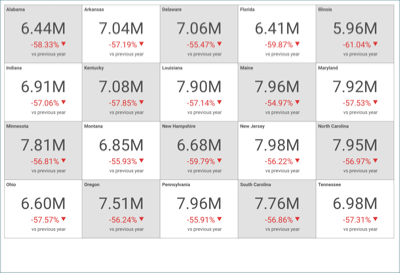 Alabama
6.44M
-58.33% ▼
vs previous year
Arkansas
7.04M
-57.19% ▼
vs previous year
Delaware
7.06M
-55.47% ▼
vs previous year
Florida
6.41M
-59.87% ▼
vs previous year
Illinois
5.96M
-61.04% ▼
vs previous year
Indiana
6.91M
-57.06% ▼
vs previous year
Kentucky
7.08M
-57.85% ▼
vs previous year
Louisiana
7.90M
-57.14% ▼
vs previous year
Maine
7.96M
-54.97% ▼
vs previous year
Maryland
7.92M
-57.53% ▼
vs previous year
Minnesota
7.81M
-56.81% ▼
vs previous year
Montana
6.85M
-55.93% ▼
vs previous year
New Hampshire
6.68M
-59.79% ▼
vs previous year
New Jersey
7.98M
-56.22% ▼
vs previous year
North Carolina
7.95M
-56.97% ▼
vs previous year
Ohio
6.60M
-57.57% ▼
vs previous year
Oregon
7.51M
-56.24% ▼
vs previous year
Pennsylvania
7.96M
-55.91% ▼
vs previous year
South Carolina
7.76M
-56.86% ▼
vs previous year
Tennessee
6.98M
-57.31% ▼
vs previous year